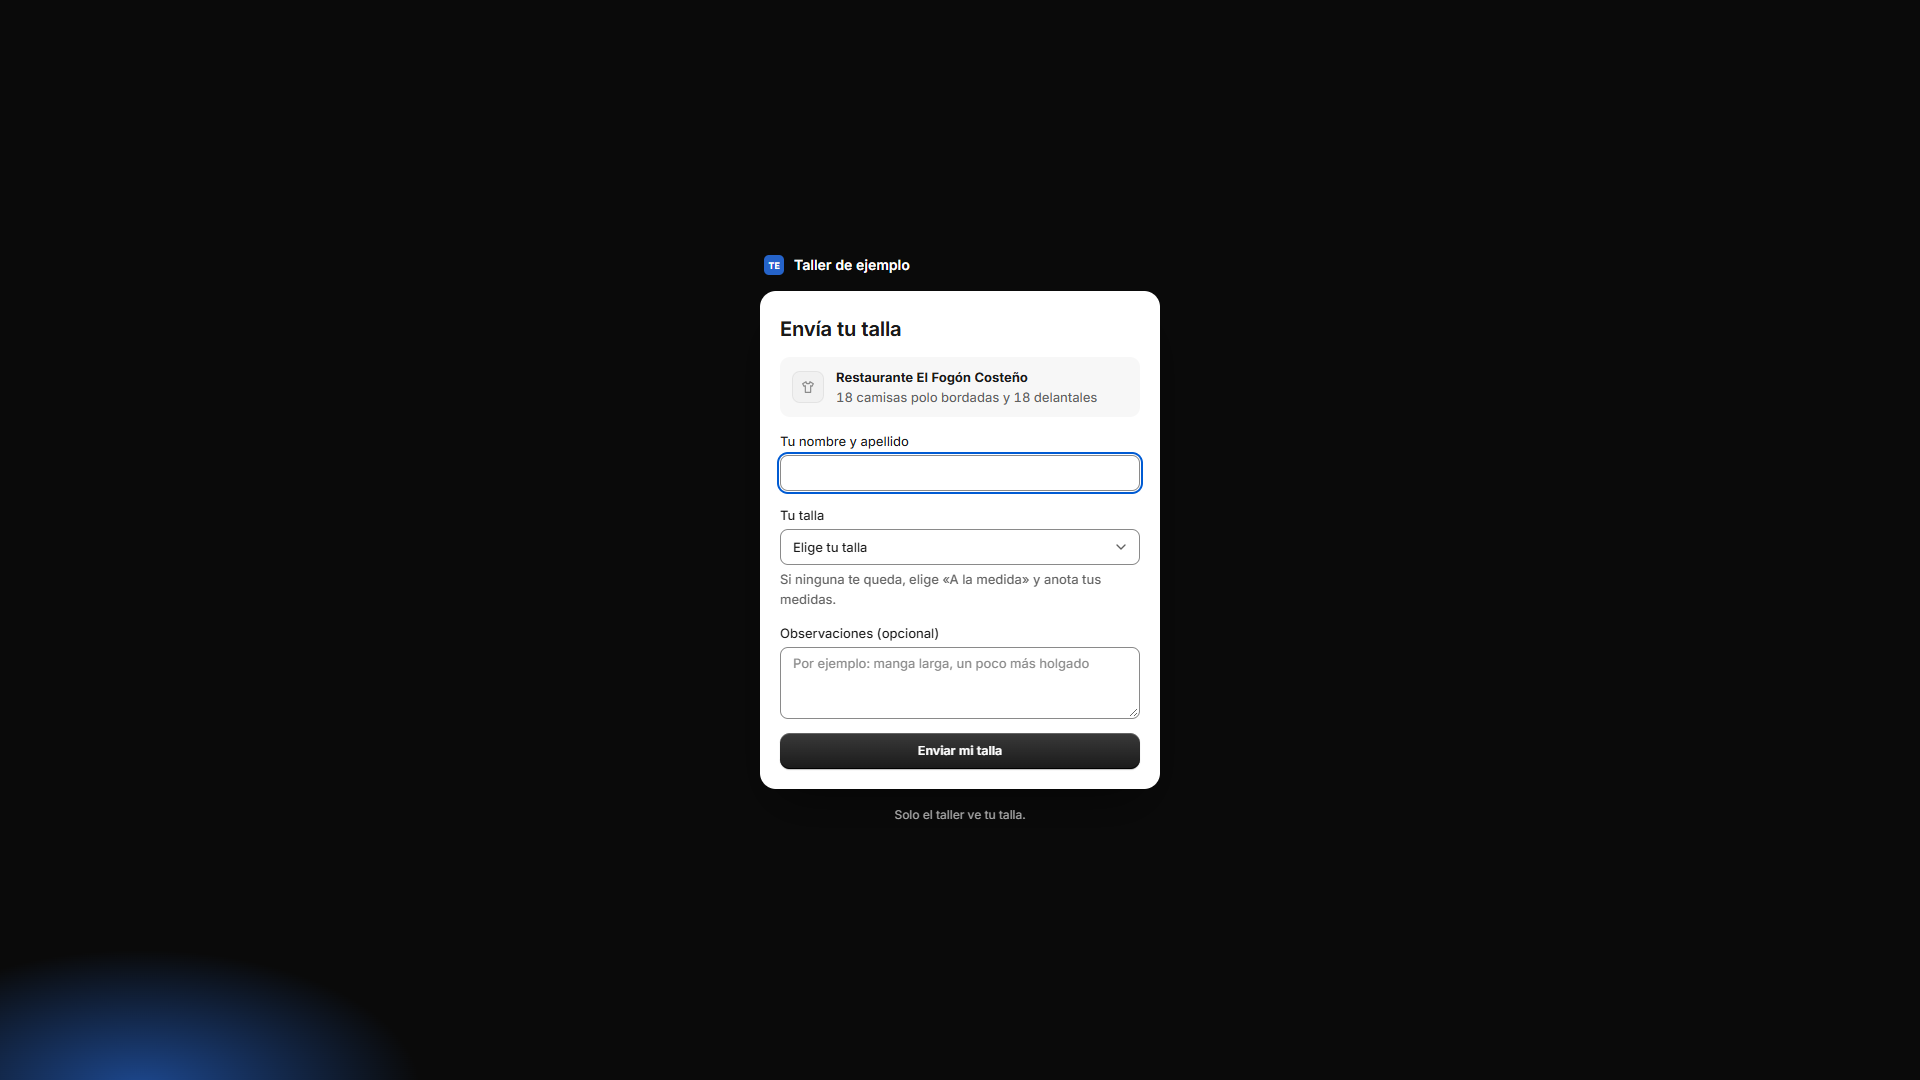 TE
Taller de ejemplo
Envía tu talla
Restaurante El Fogón Costeño
18 camisas polo bordadas y 18 delantales
Tu nombre y apellido
Tu talla
Elige tu talla
Si ninguna te queda, elige «A la medida» y anota tus
medidas.
Observaciones (opcional)
Por ejemplo: manga larga, un poco más holgado
Enviar mi talla
Solo el taller ve tu talla.